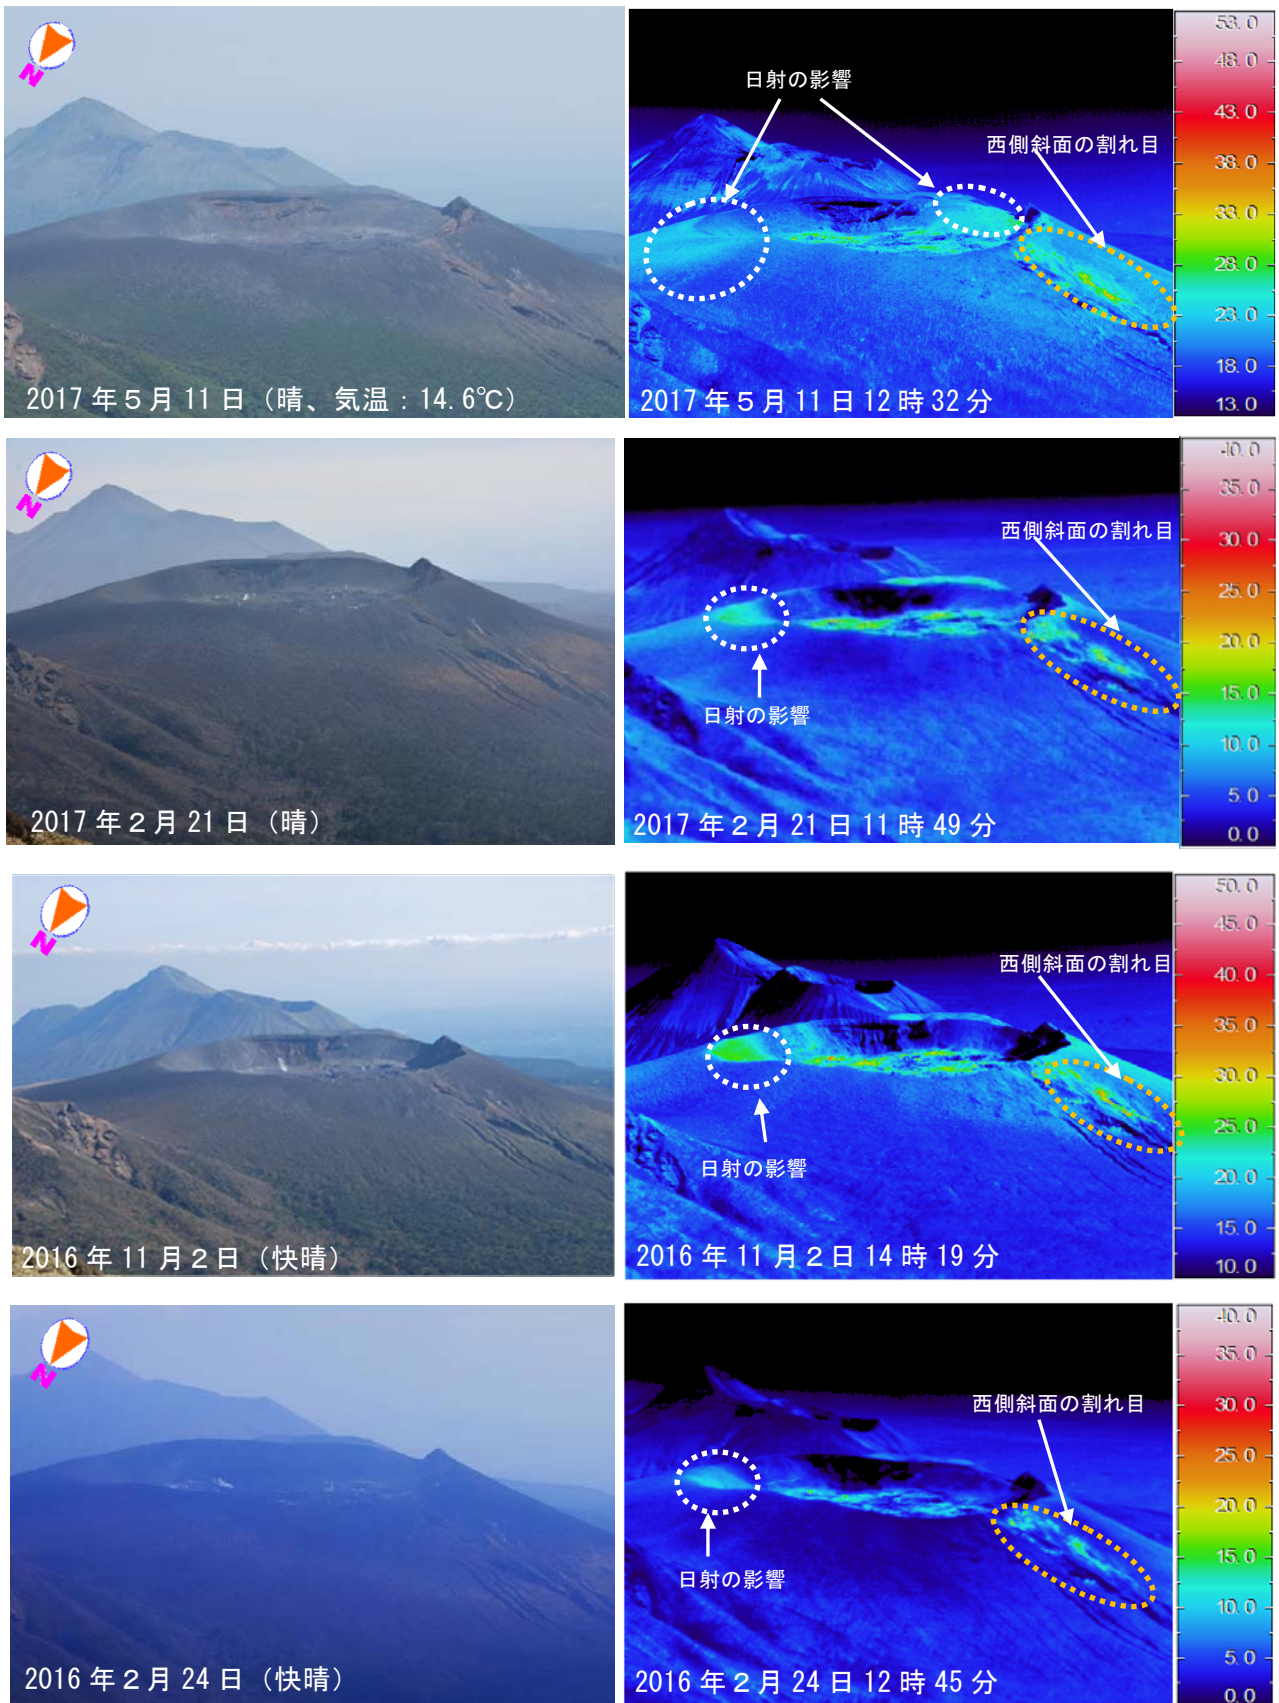 N
2017年5月11日（晴、気温：14.6℃）
日射の影響
西側斜面の割れ目
2017年5月11日12時32分
53.0
48.0
43.0
38.0
33.0
28.0
23.0
18.0
13.0
N
2017年2月21日（晴）
西側斜面の割れ目
日射の影響
2017年2月21日11時49分
40.0
35.0
30.0
25.0
20.0
15.0
10.0
5.0
0.0
N
2016年11月2日（快晴）
西側斜面の割れ目
日射の影響
2016年11月2日14時19分
50.0
45.0
40.0
35.0
30.0
25.0
20.0
15.0
10.0
N
2016年2月24日（快晴）
西側斜面の割れ目
日射の影響
2016年2月24日12時45分
40.0
35.0
30.0
25.0
20.0
15.0
10.0
5.0
0.0